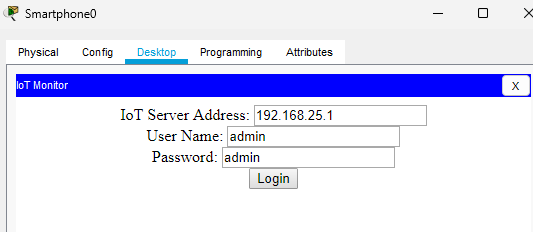 Smartphone0
Physical Config Desktop Programming Attributes
IoT Monitor X
IoT Server Address: 192.168.25.1
User Name: admin
Password: admin
Login